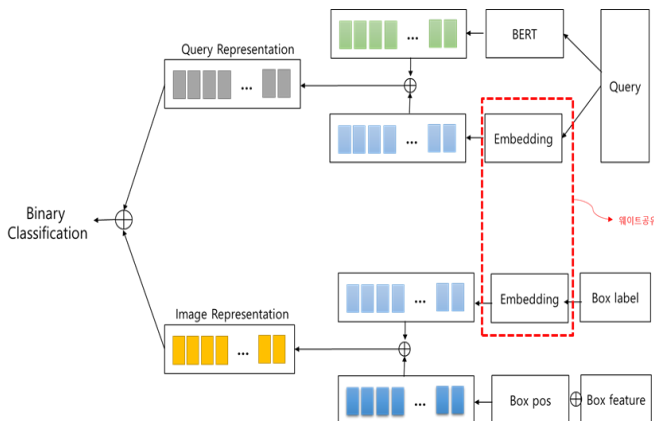 BERT
Query Representation
...
...
Query
...
Embedding
Binary
Classification
웨이트공유
Box label
Embedding
...
Image Representation
...
Box pos
Box feature
...